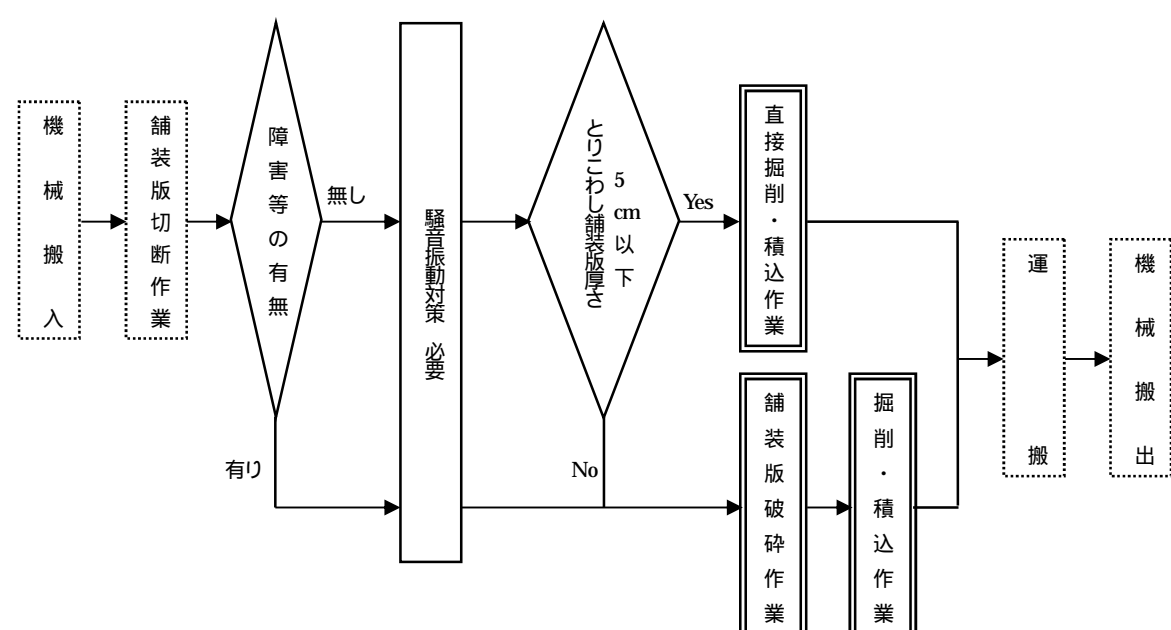 機械搬入
舗装版切断作業
障害等の有無
無し
有り
騒音振動対策 必要
とりこわし舗装版厚さ
5cm以下
Yes
No
直接掘削・積込作業
舗装版破砕作業
掘削・積込作業
運搬
機械搬出